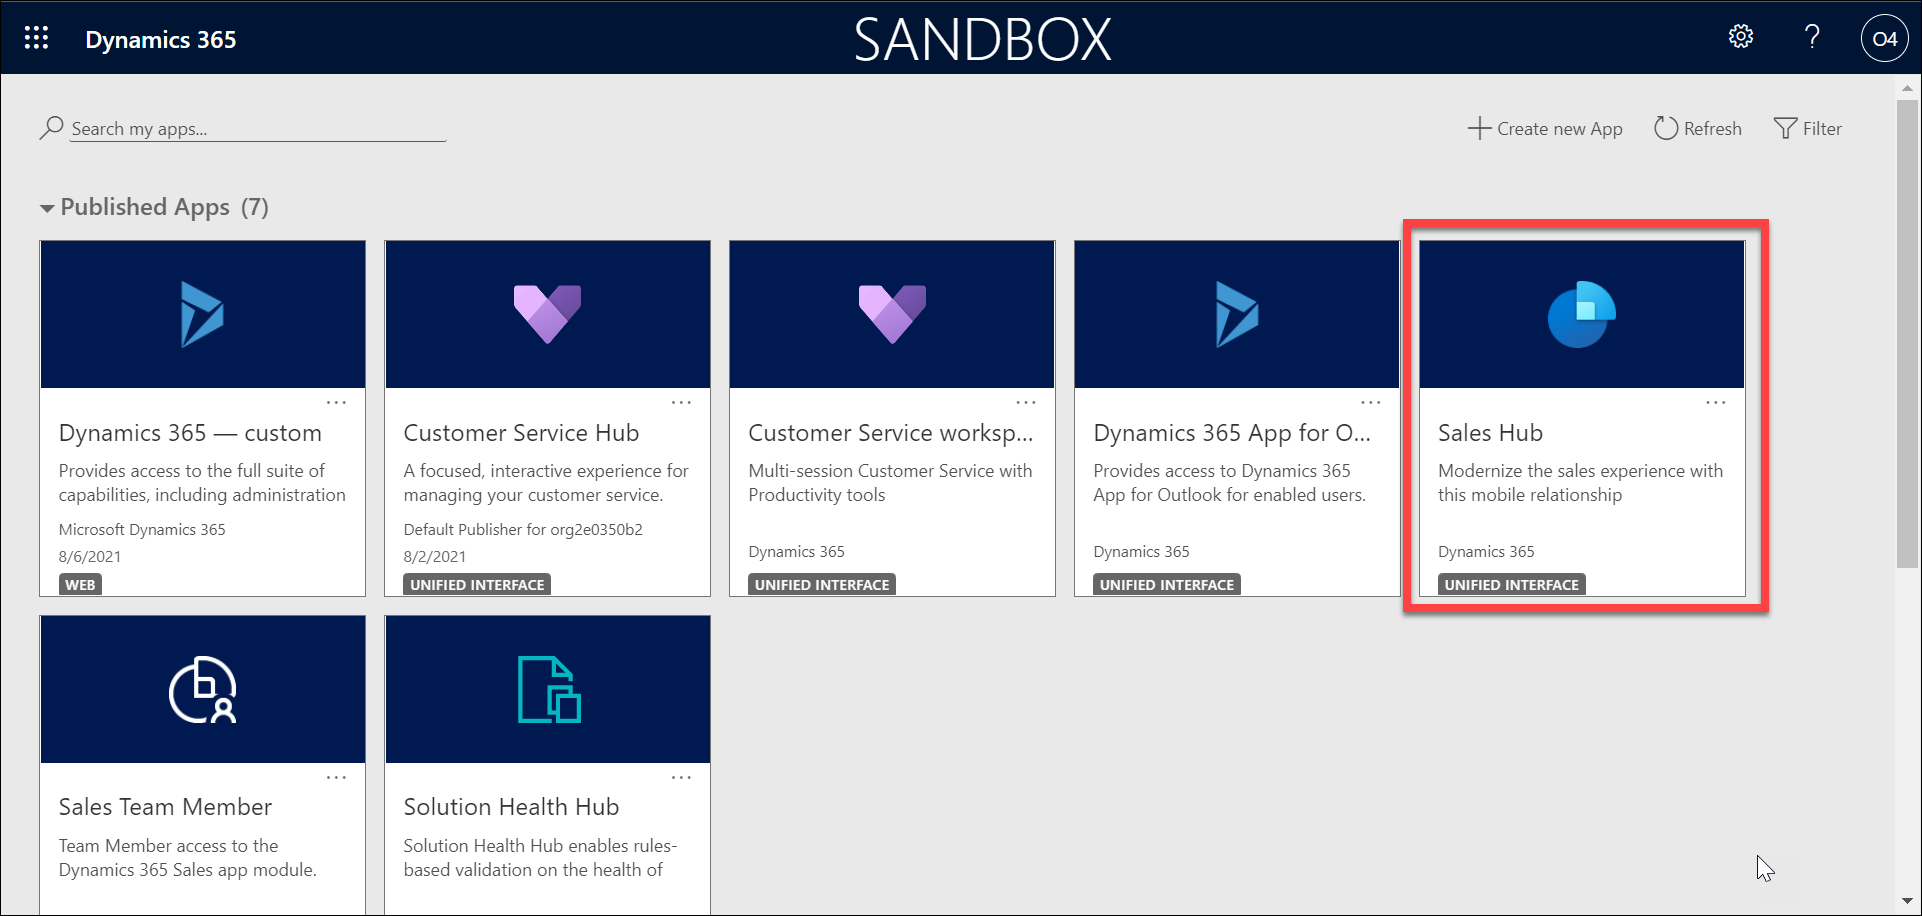 Dynamics 365
SANDBOX
?
O4
Search my apps...
Create new App
Refresh
Filter
Published Apps (7)
...
Dynamics 365 — custom
Provides access to the full suite of
capabilities, including administration
Microsoft Dynamics 365
8/6/2021
WEB
...
Customer Service Hub
A focused, interactive experience for
managing your customer service.
Default Publisher for org2e0350b2
8/2/2021
UNIFIED INTERFACE
...
Customer Service worksp...
Multi-session Customer Service with
Productivity tools
Dynamics 365
UNIFIED INTERFACE
...
Dynamics 365 App for O...
Provides access to Dynamics 365
App for Outlook for enabled users.
Dynamics 365
UNIFIED INTERFACE
...
Sales Hub
Modernize the sales experience with
this mobile relationship
Dynamics 365
UNIFIED INTERFACE
...
Sales Team Member
Team Member access to the
Dynamics 365 Sales app module.
...
Solution Health Hub
Solution Health Hub enables rules-
based validation on the health of